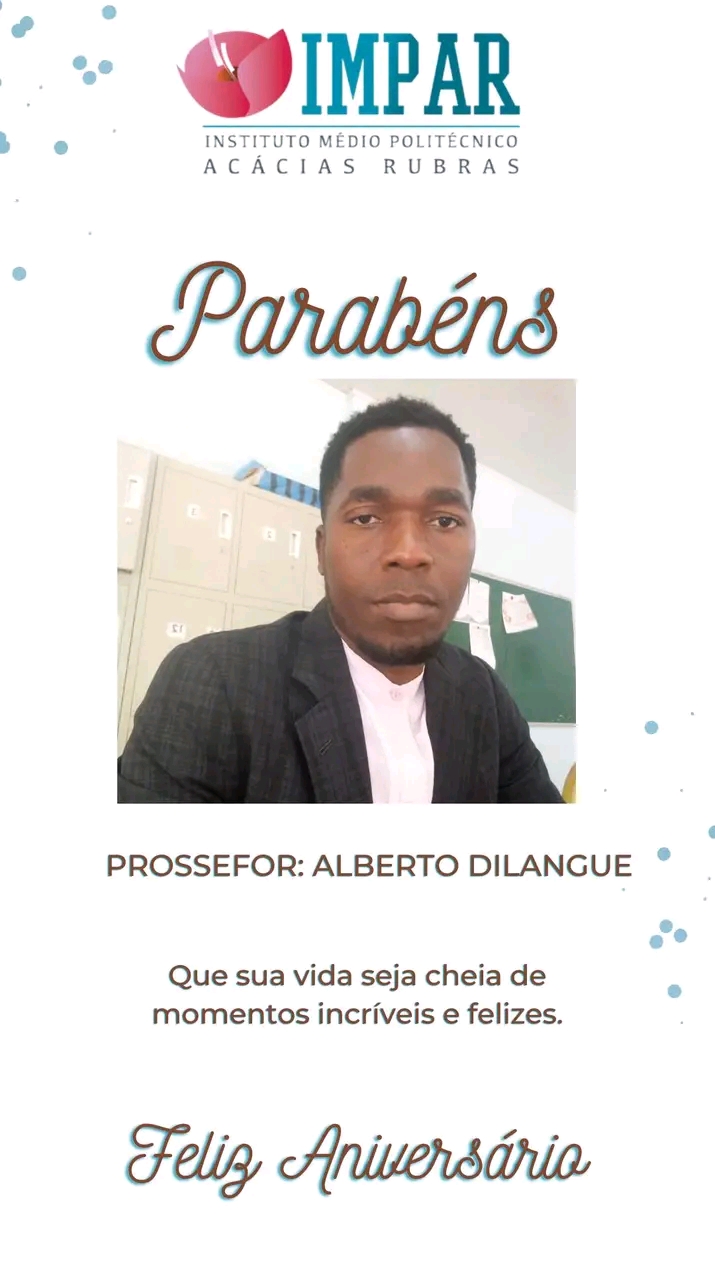 IMPAR
INSTITUTO MÉDIO POLITÉCNICO
ACÁCIAS RUBRAS
Parabéns
PROSSEFOR: ALBERTO DILANGUE
Que sua vida seja cheia de
momentos incríveis e felizes.
Feliz Aniversário